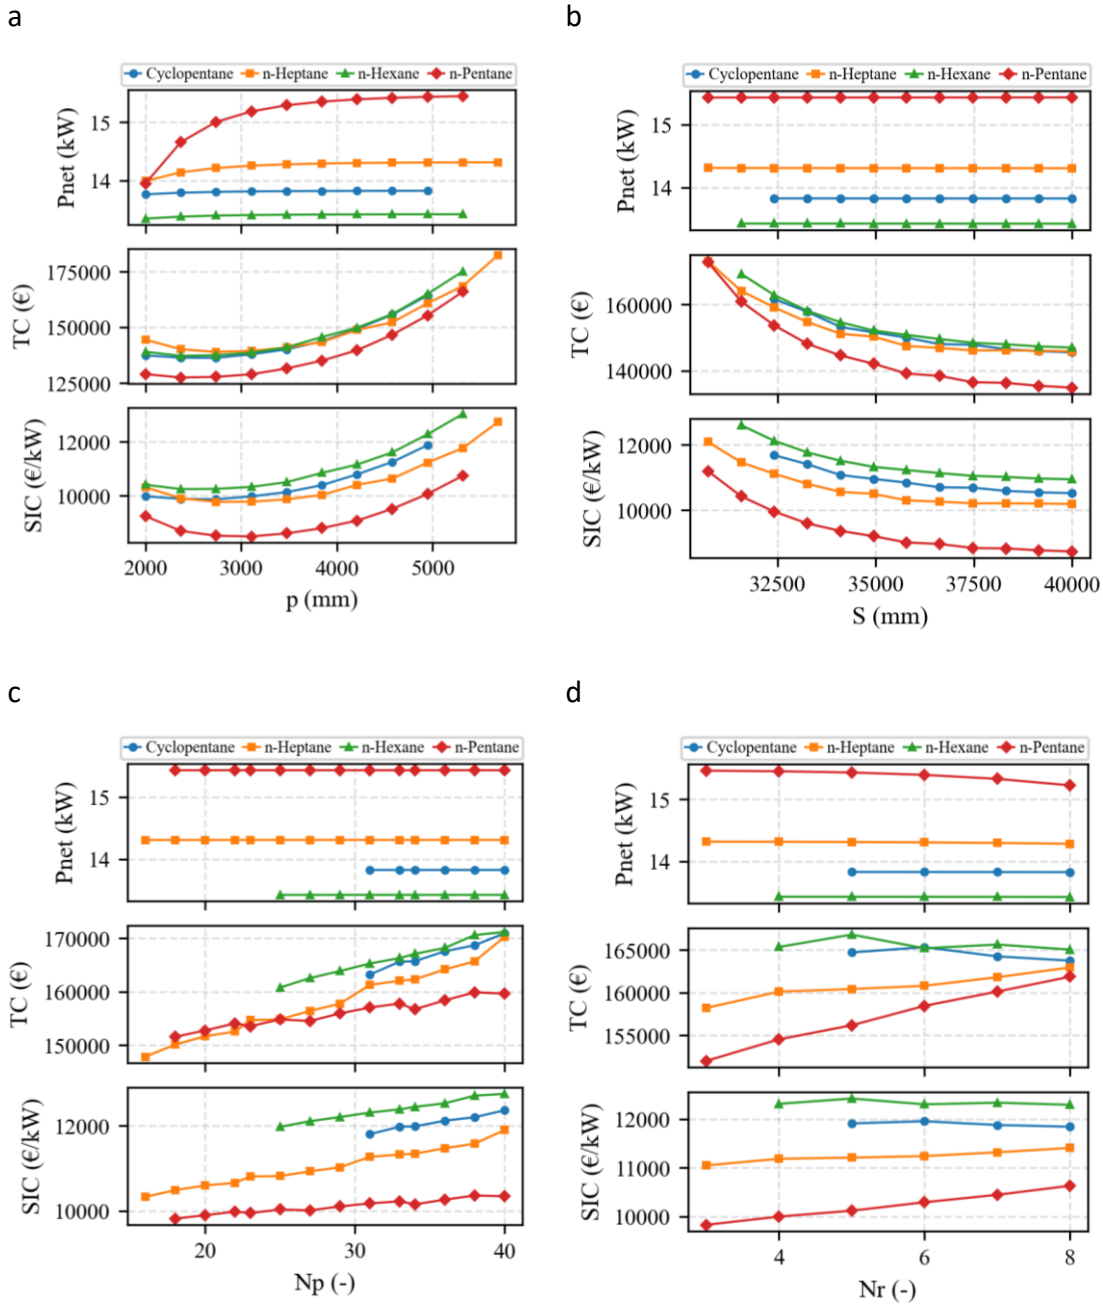 a
Cyclopentane n-Heptane n-Hexane n-Pentane
Pnet (kW)
15
14
TC (€)
175000
150000
125000
SIC (€/kW)
12000
10000
2000 3000 4000 5000
p (mm)
b
Cyclopentane n-Heptane n-Hexane n-Pentane
Pnet (kW)
15
14
TC (€)
160000
140000
SIC (€/kW)
12000
10000
32500 35000 37500 40000
S (mm)
c
Cyclopentane n-Heptane n-Hexane n-Pentane
Pnet (kW)
15
14
TC (€)
170000
160000
150000
SIC (€/kW)
12000
10000
20 30 40
Np (-)
d
Cyclopentane n-Heptane n-Hexane n-Pentane
Pnet (kW)
15
14
TC (€)
165000
160000
155000
SIC (€/kW)
12000
11000
10000
4 6 8
Nr (-)